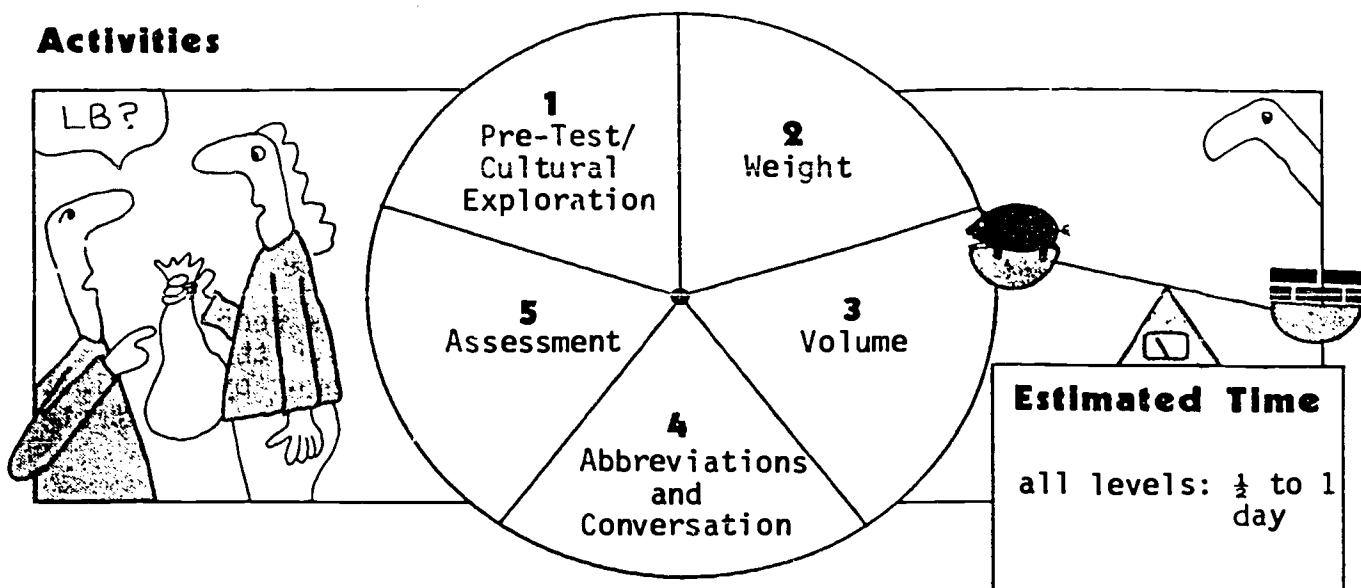 Activities
LB?
1
Pre-Test/
Cultural
Exploration
2
Weight
3
Volume
4
Abbreviations
and
Conversation
5
Assessment
Estimated Time
all levels: ½ to 1
day